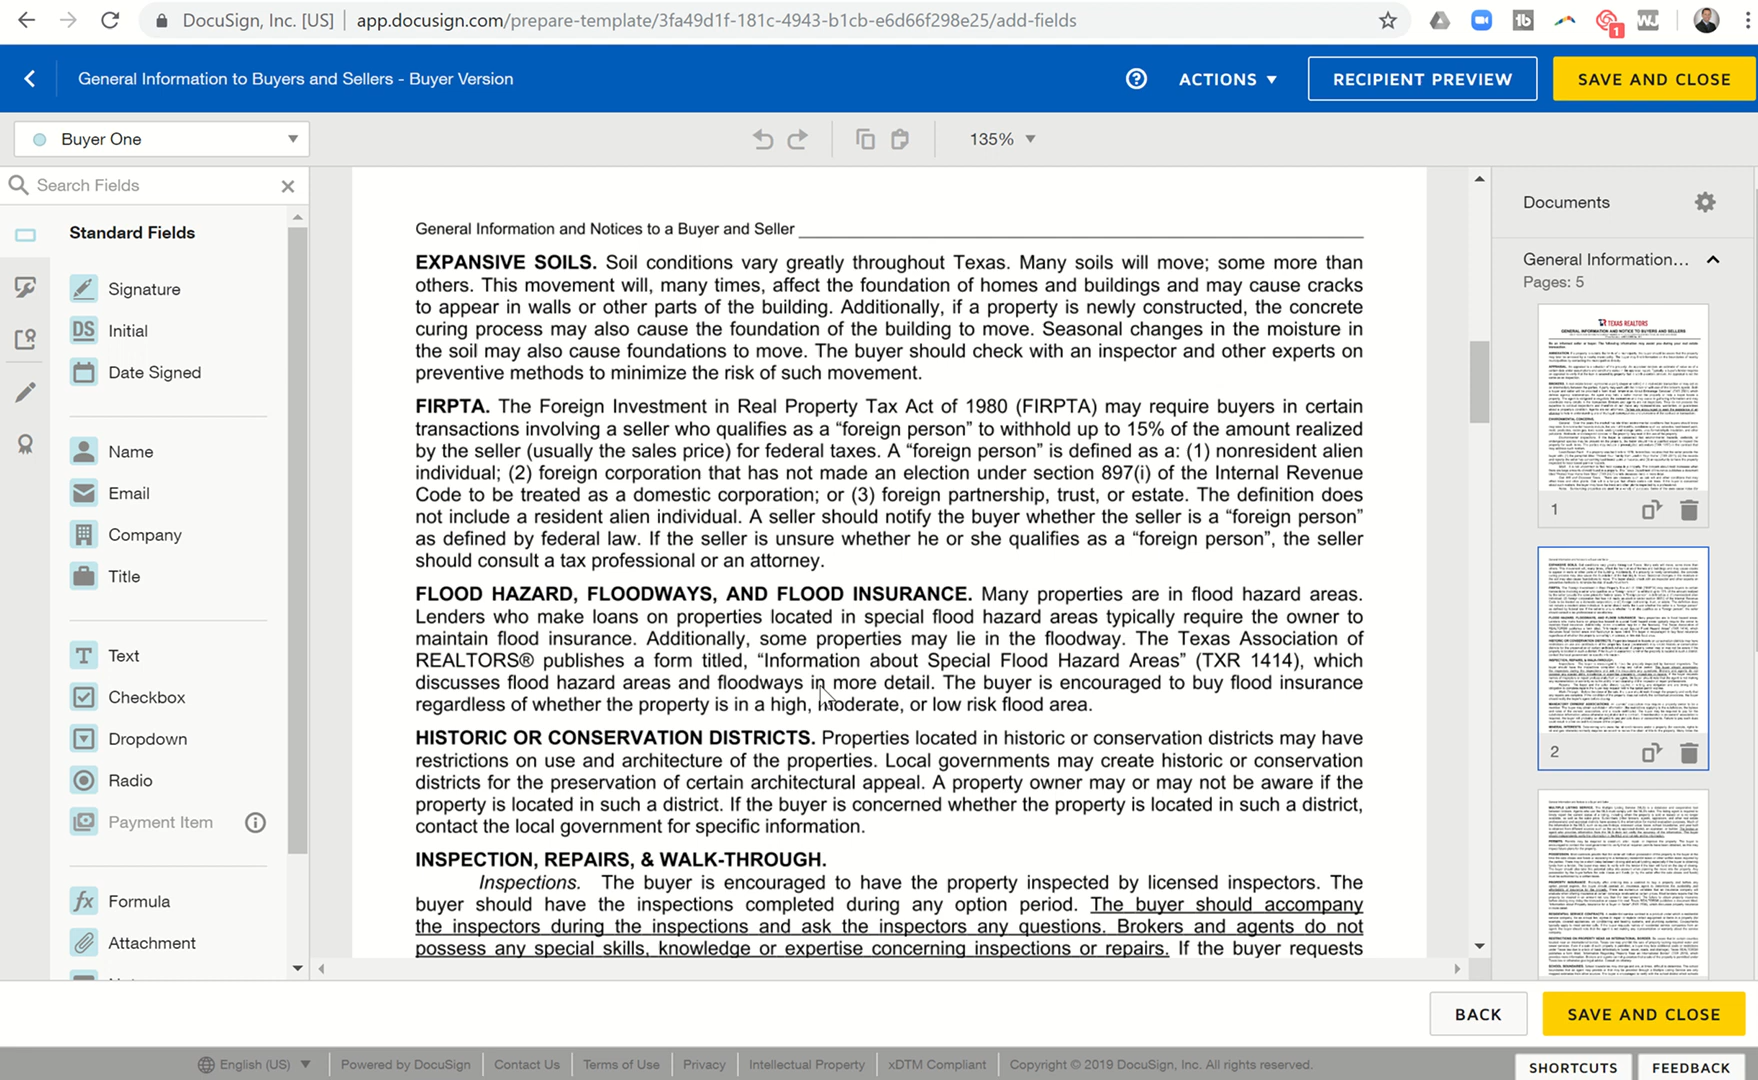 DocuSign, Inc. [US] | app.docusign.com/prepare-template/3fa49d1f-181c-4943-b1cb-e6d66f298e25/add-fields
1
General Information to Buyers and Sellers - Buyer Version
ACTIONS
RECIPIENT PREVIEW
SAVE AND CLOSE
Buyer One
135%
Search Fields
Standard Fields
Signature
DS Initial
Date Signed
Name
Email
Company
Title
Text
Checkbox
Dropdown
Radio
Payment Item
Formula
Attachment
General Information and Notices to a Buyer and Seller
EXPANSIVE SOILS. Soil conditions vary greatly throughout Texas. Many soils will move; some more than
others. This movement will, many times, affect the foundation of homes and buildings and may cause cracks
to appear in walls or other parts of the building. Additionally, if a property is newly constructed, the concrete
curing process may also cause the foundation of the building to move. Seasonal changes in the moisture in
the soil may also cause foundations to move. The buyer should check with an inspector and other experts on
preventive methods to minimize the risk of such movement.
FIRPTA. The Foreign Investment in Real Property Tax Act of 1980 (FIRPTA) may require buyers in certain
transactions involving a seller who qualifies as a “foreign person” to withhold up to 15% of the amount realized
by the seller (usually the sales price) for federal taxes. A “foreign person” is defined as a: (1) nonresident alien
individual; (2) foreign corporation that has not made an election under section 897(i) of the Internal Revenue
Code to be treated as a domestic corporation; or (3) foreign partnership, trust, or estate. The definition does
not include a resident alien individual. A seller should notify the buyer whether the seller is a “foreign person”
as defined by federal law. If the seller is unsure whether he or she qualifies as a “foreign person”, the seller
should consult a tax professional or an attorney.
FLOOD HAZARD, FLOODWAYS, AND FLOOD INSURANCE. Many properties are in flood hazard areas.
Lenders who make loans on properties located in special flood hazard areas typically require the owner to
maintain flood insurance. Additionally, some properties may lie in the floodway. The Texas Association of
REALTORS® publishes a form titled, “Information about Special Flood Hazard Areas” (TXR 1414), which
discusses flood hazard areas and floodways in more detail. The buyer is encouraged to buy flood insurance
regardless of whether the property is in a high, moderate, or low risk flood area.
HISTORIC OR CONSERVATION DISTRICTS. Properties located in historic or conservation districts may have
restrictions on use and architecture of the properties. Local governments may create historic or conservation
districts for the preservation of certain architectural appeal. A property owner may or may not be aware if the
property is located in such a district. If the buyer is concerned whether the property is located in such a district,
contact the local government for specific information.
INSPECTION, REPAIRS, & WALK-THROUGH.
Inspections. The buyer is encouraged to have the property inspected by licensed inspectors. The
buyer should have the inspections completed during any option period. The buyer should accompany
the inspectors during the inspections and ask the inspectors any questions. Brokers and agents do not
possess any special skills, knowledge or expertise concerning inspections or repairs. If the buyer requests
Documents
General Information...
Pages: 5
TEXAS REALTORS
GENERAL INFORMATION AND NOTICE TO BUYERS AND SELLERS
1
2
BACK
SAVE AND CLOSE
English (US)
Powered by DocuSign
Contact Us
Terms of Use
Privacy
Intellectual Property
xDTM Compliant
Copyright © 2019 DocuSign, Inc. All rights reserved.
SHORTCUTS
FEEDBACK